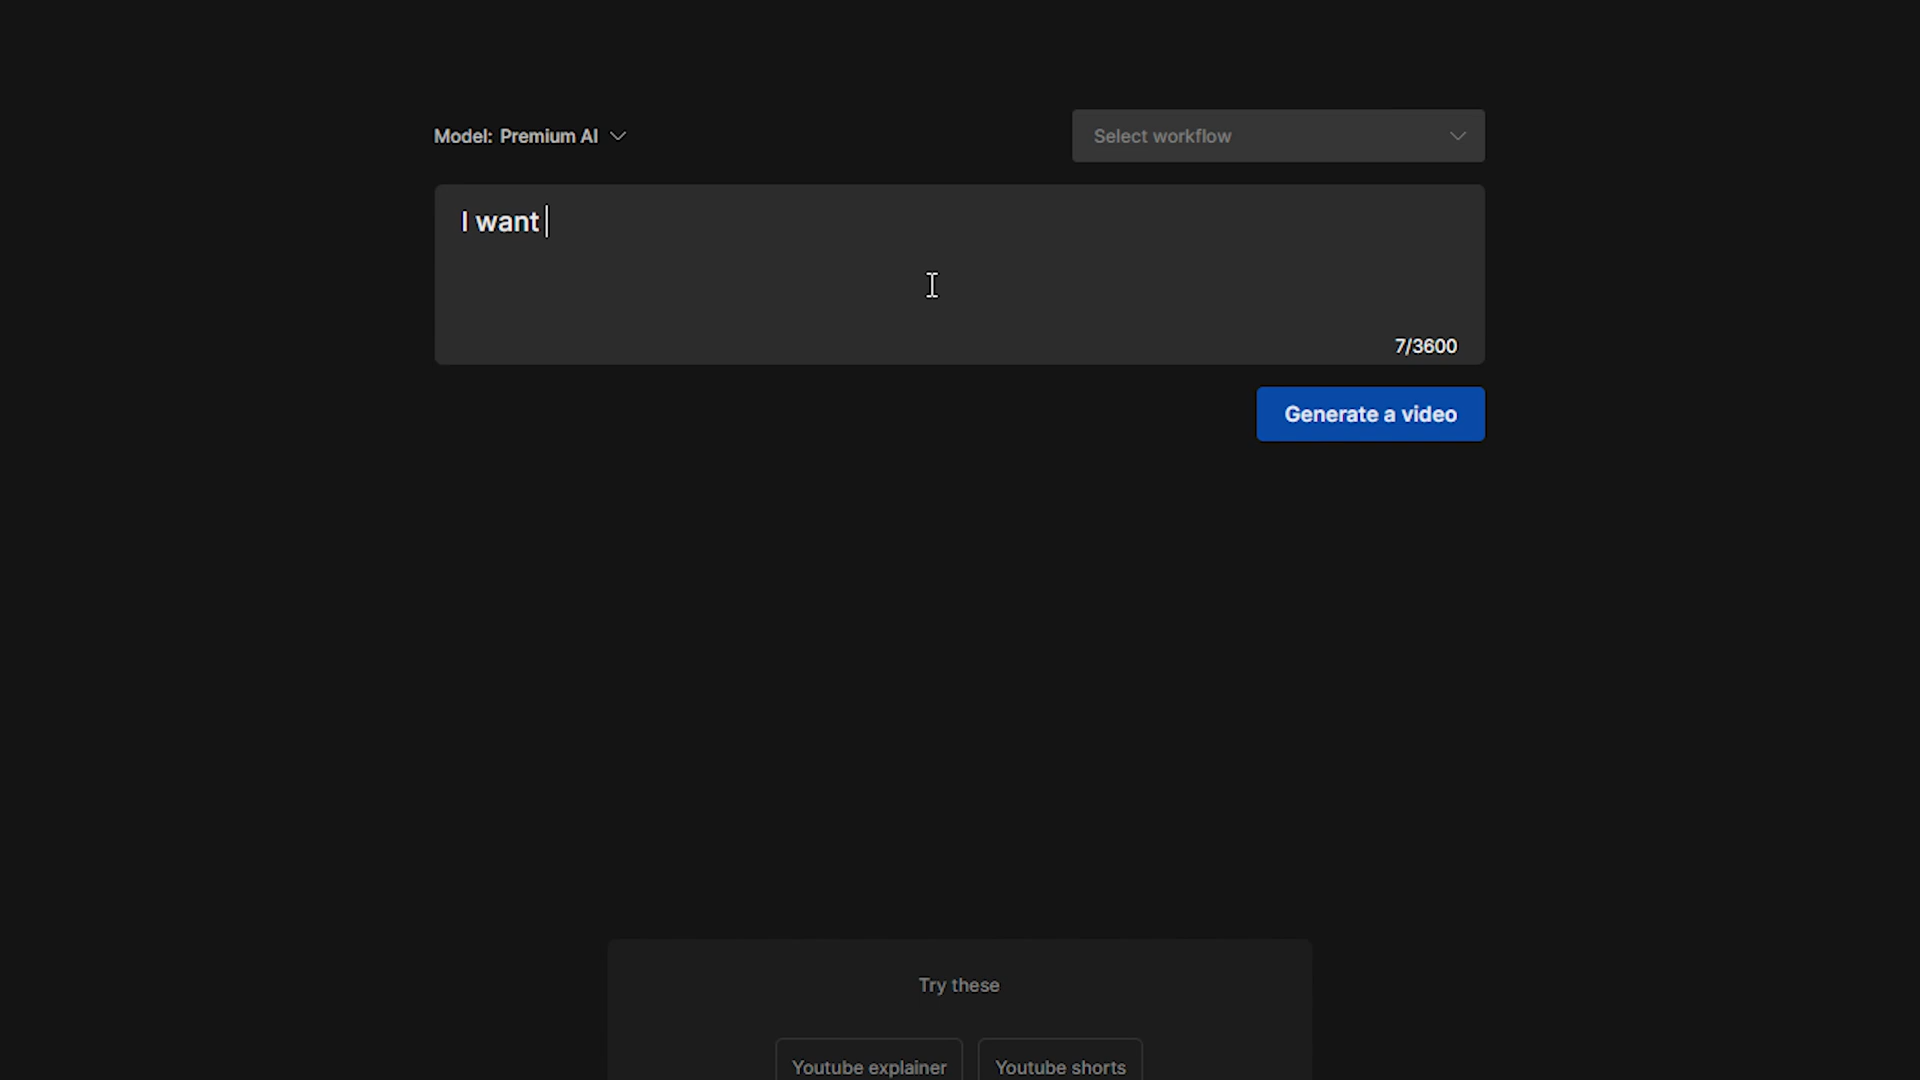 Model: Premium AI
Select workflow
I want
7/3600
Generate a video
Try these
Youtube explainer
Youtube shorts